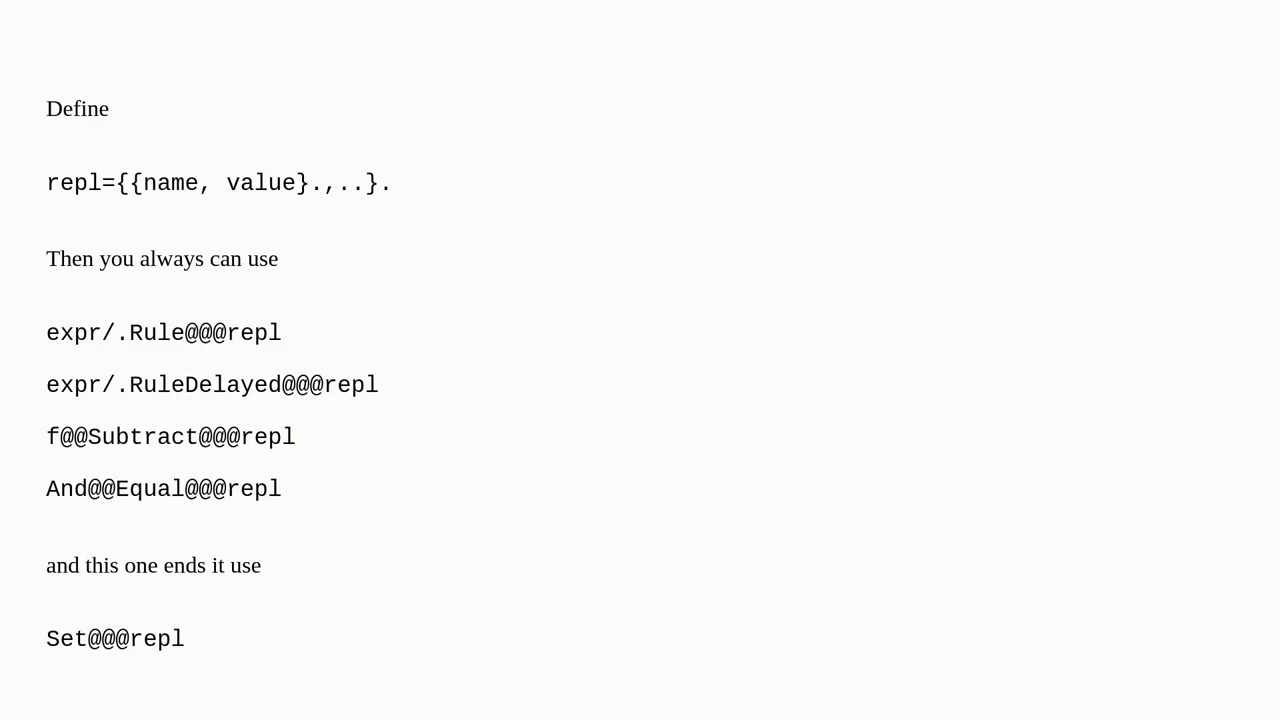 Define
repl={{name, value}.,..}.
Then you always can use
expr/.Rule@@@repl
expr/.RuleDelayed@@@repl
f@@Subtract@@@repl
And@@Equal@@@repl
and this one ends it use
Set@@@repl